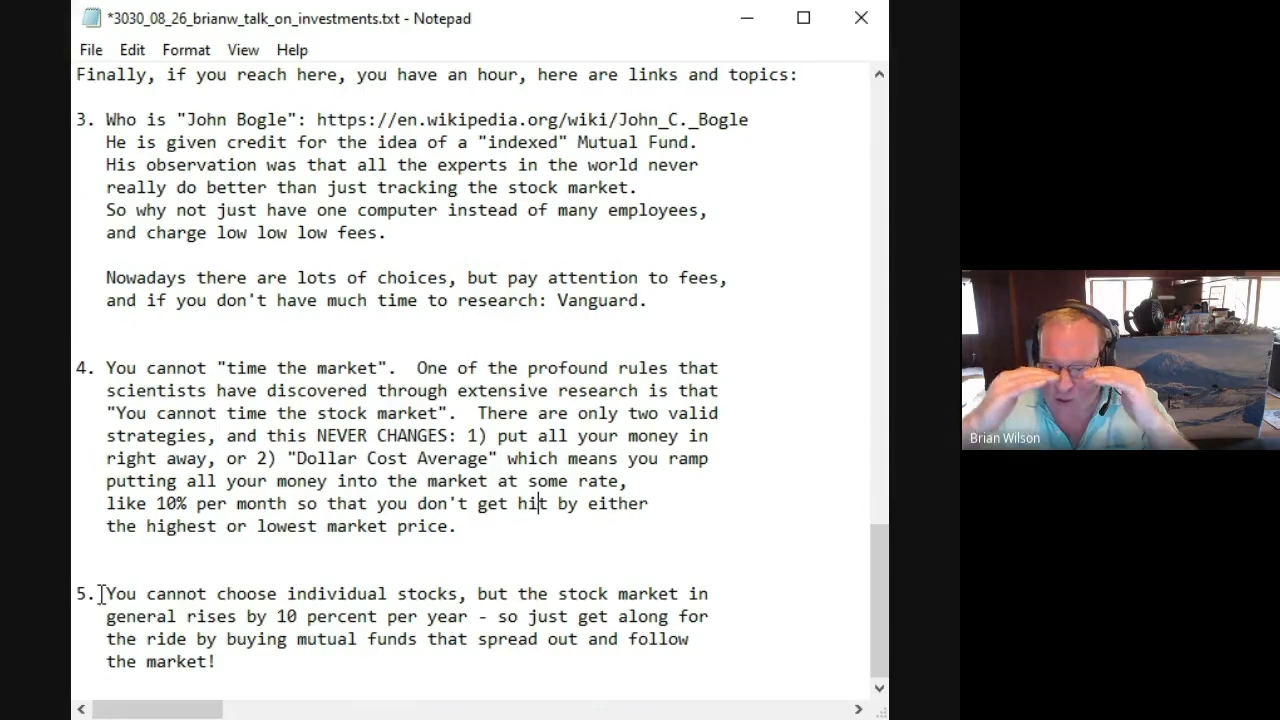 *3030_08_26_brianw_talk_on_investments.txt - Notepad
File Edit Format View Help
Finally, if you reach here, you have an hour, here are links and topics:
3. Who is "John Bogle": https://en.wikipedia.org/wiki/John_C._Bogle
He is given credit for the idea of a "indexed" Mutual Fund.
His observation was that all the experts in the world never
really do better than just tracking the stock market.
So why not just have one computer instead of many employees,
and charge low low low fees.
Nowadays there are lots of choices, but pay attention to fees,
and if you don't have much time to research: Vanguard.
4. You cannot "time the market". One of the profound rules that
scientists have discovered through extensive research is that
"You cannot time the stock market". There are only two valid
strategies, and this NEVER CHANGES: 1) put all your money in
right away, or 2) "Dollar Cost Average" which means you ramp
putting all your money into the market at some rate,
like 10% per month so that you don't get hit by either
the highest or lowest market price.
5. You cannot choose individual stocks, but the stock market in
general rises by 10 percent per year - so just get along for
the ride by buying mutual funds that spread out and follow
the market!
Brian Wilson